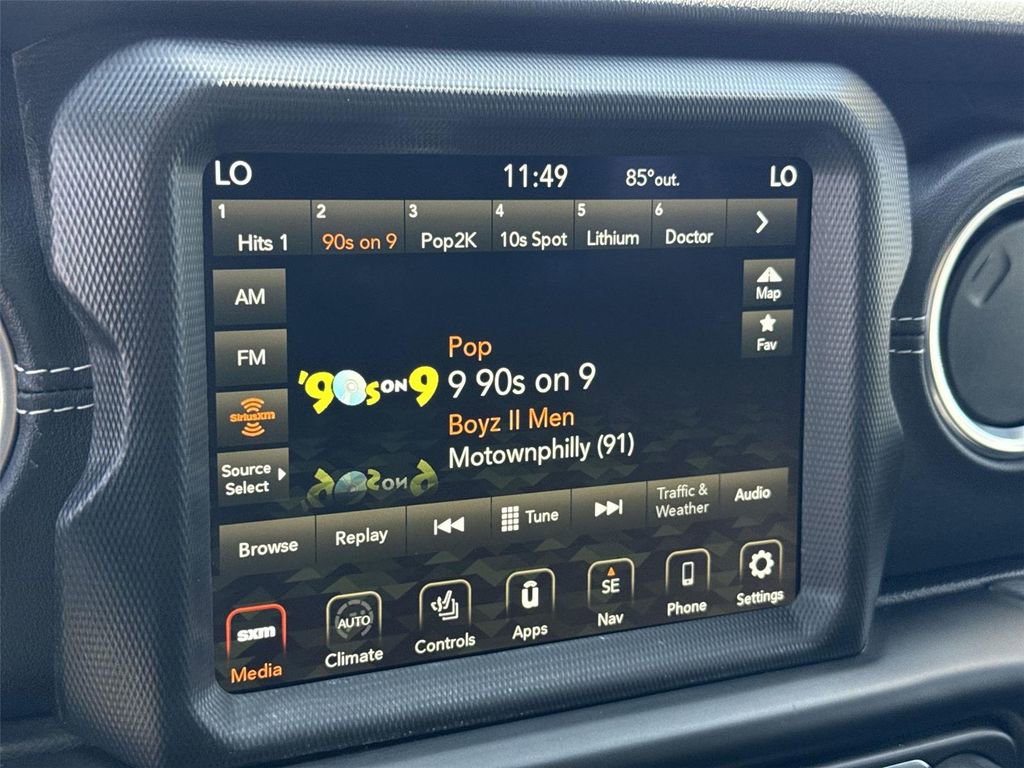 LO 11:49 85°out. LO
1 2 3 4 5 6
Hits 1 90s on 9 Pop2K 10s Spot Lithium Doctor
AM
Map
FM
Fav
Pop
'90s ON 9 9 90s on 9
SiriusXM
Boyz II Men
Motownphilly (91)
Source
Select
Browse Replay Tune Traffic &
Weather Audio
sxm AUTO SE
Media Climate Controls Apps Nav Phone Settings